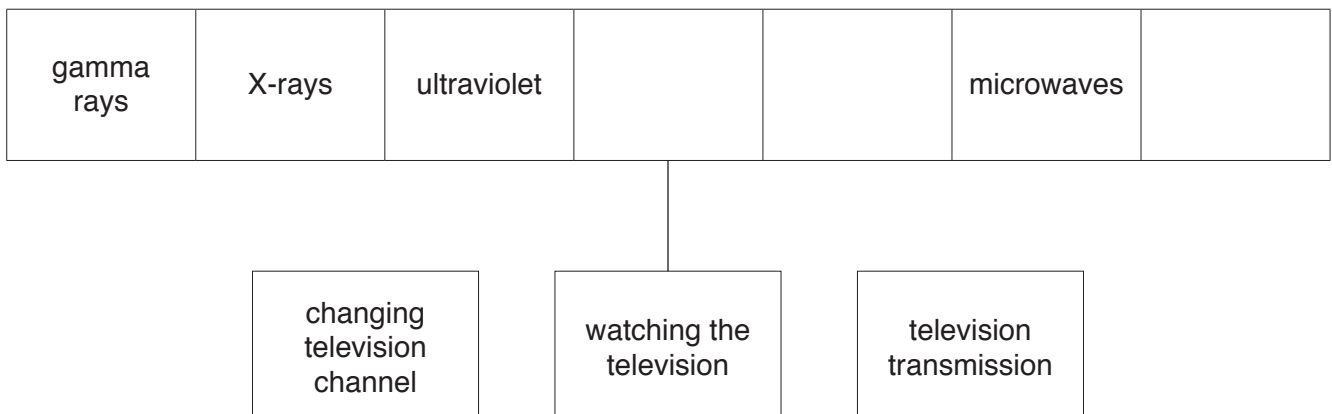 gamma
rays
X-rays
ultraviolet
microwaves
changing
television
channel
watching the
television
television
transmission